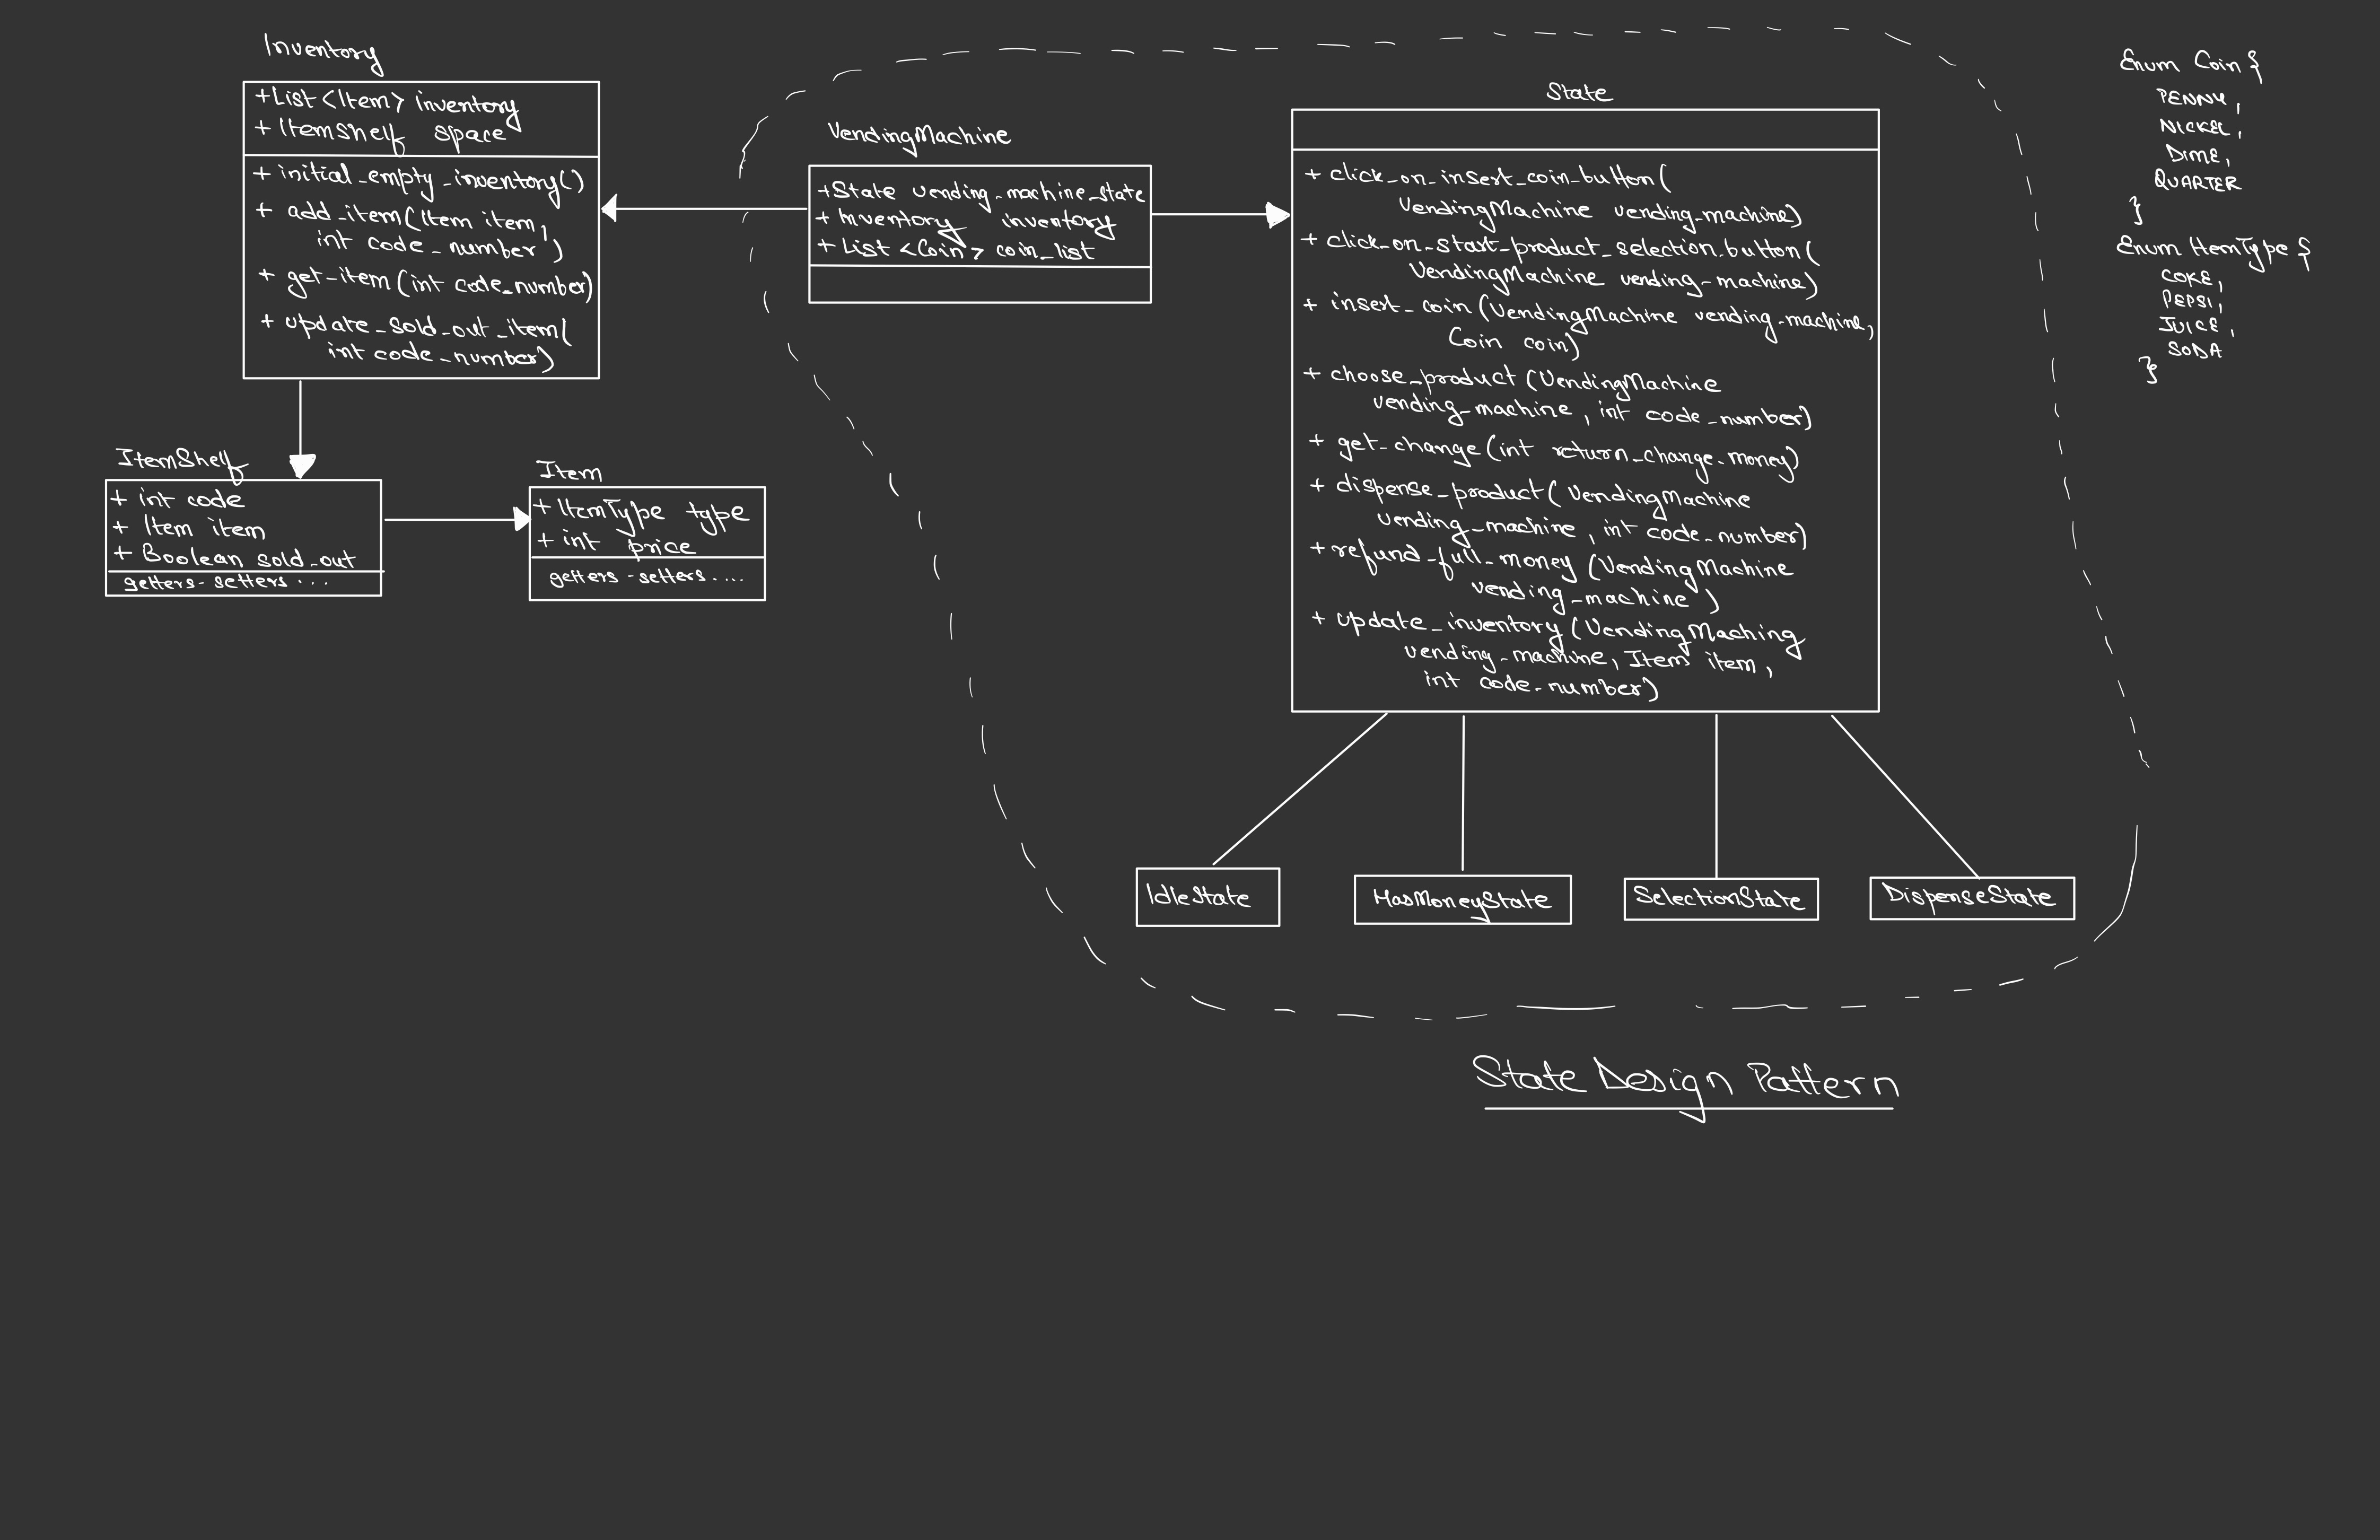 Inventory
+List <Item> inventory
+ ItemShelf space
+ initial_empty_inventory()
+ add_item(Item item,
int code_number)
+ get_item(int code_number)
+ update_sold_out_item(
int code_number)
ItemShelf
+ int code
+ Item item
+ Boolean sold_out
getters-setters...
Item
+ ItemType type
+ int price
getters-setters....
VendingMachine
+State vending_machine_state
+ Inventory inventory
+ List <Coin> coin_list
State
+ click_on_insert_coin_button(
VendingMachine vending_machine)
+ click_on_start_product_selection_button(
VendingMachine vending_machine)
+ insert_coin(VendingMachine vending_machine,
Coin coin)
+ choose_product(VendingMachine
vending_machine, int code_number)
+ get_change(int return_change_money)
+ dispense_product(VendingMachine
vending_machine, int code_number)
+ refund_full_money(VendingMachine
vending_machine)
+ update_inventory(VendingMaching
vending_machine, Item item,
int code_number)
IdleState
HasMoneyState
SelectionState
DispenseState
State Design Pattern
Enum Coin {
PENNY,
NICKEL,
DIME,
QUARTER
}
Enum ItemType {
COKE,
PEPSI,
JUICE,
SODA
}